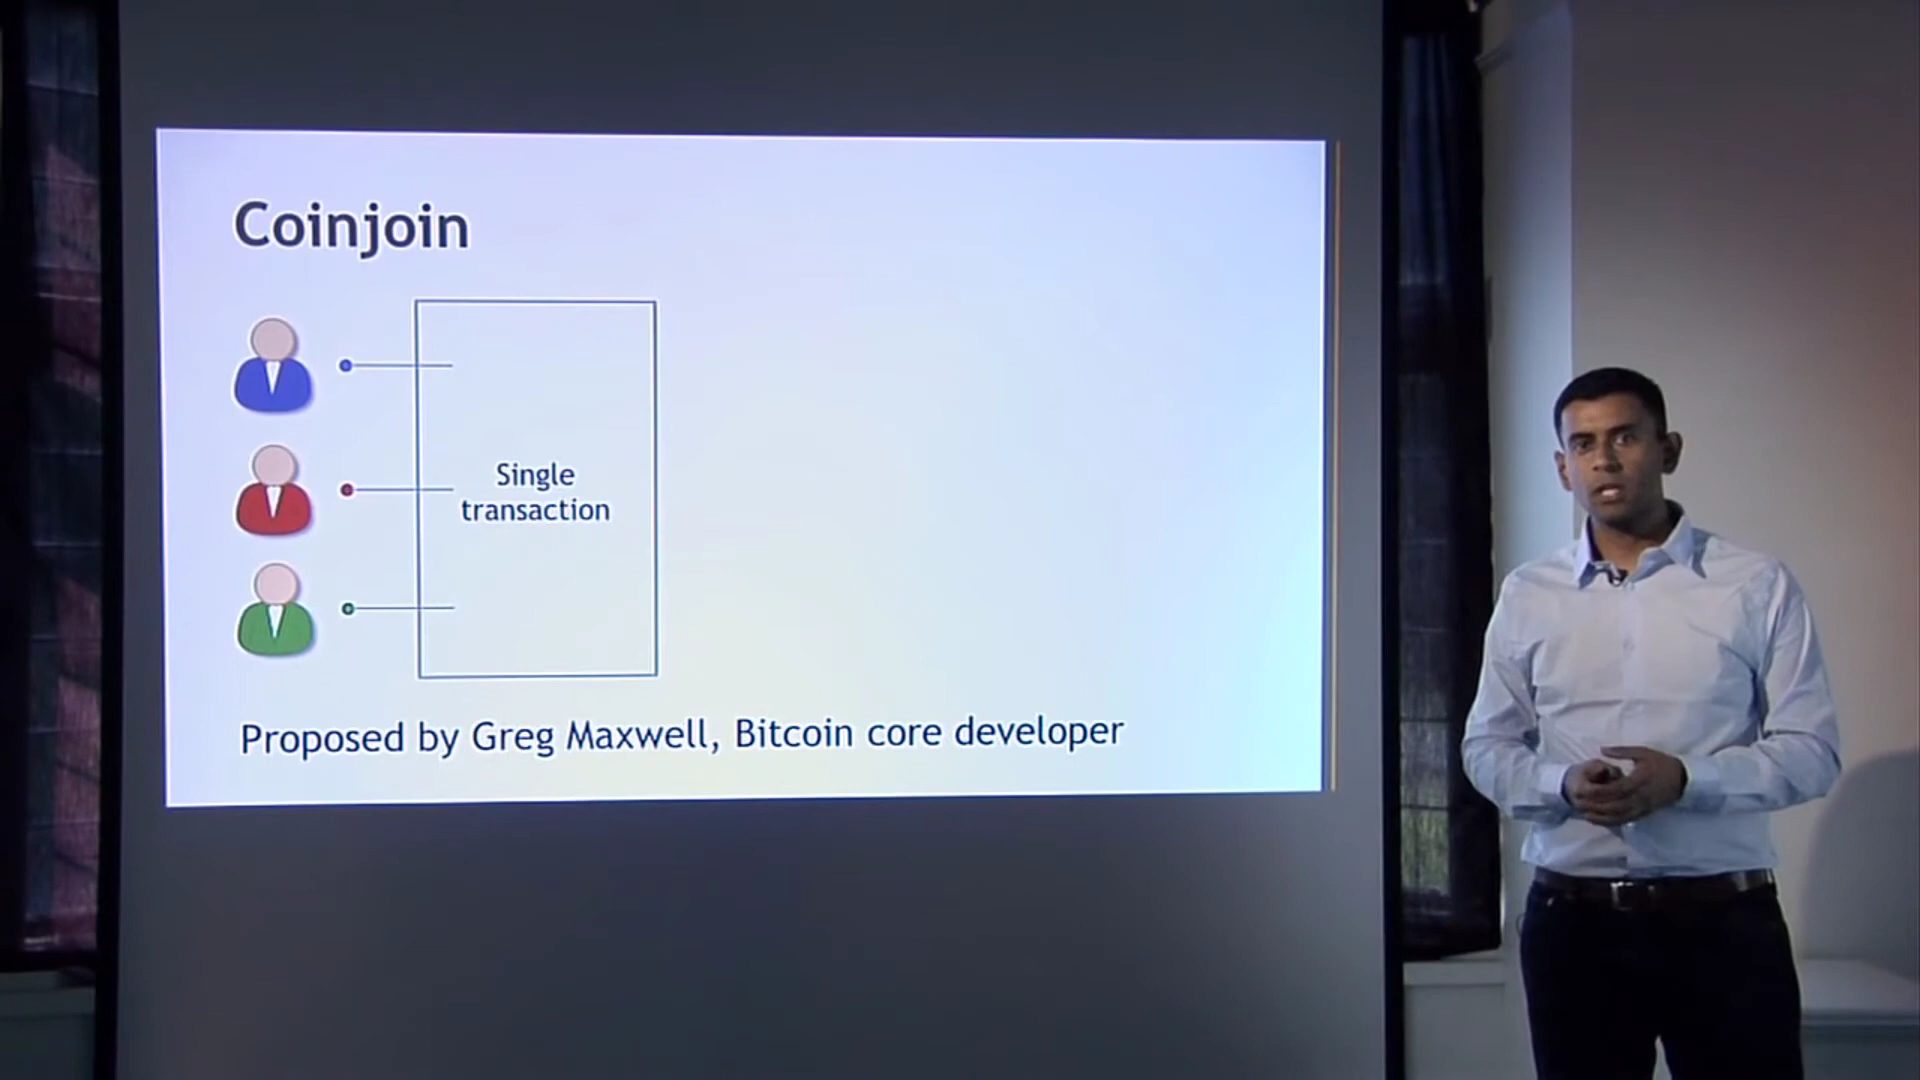 Coinjoin
Single
transaction
Proposed by Greg Maxwell, Bitcoin core developer